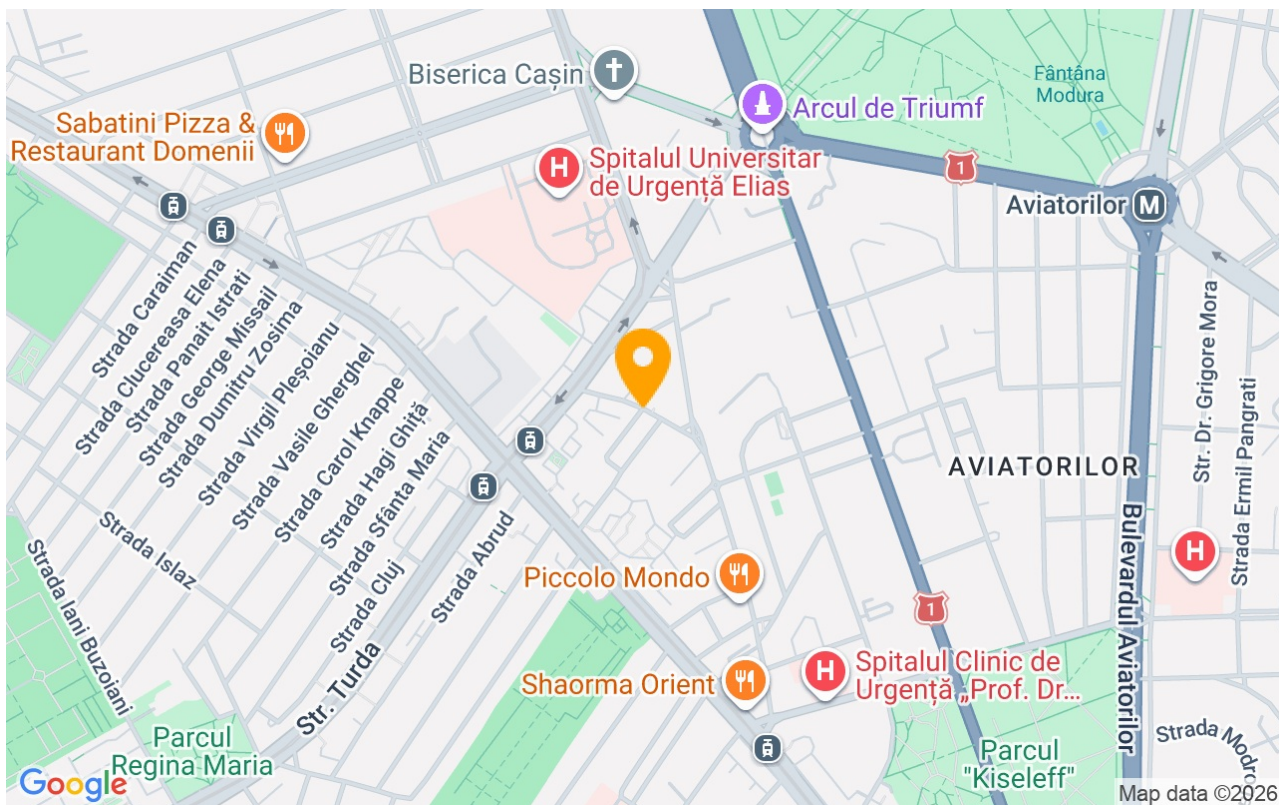 Biserica Cașin
Fântâna
Modura
Arcul de Triumf
Sabatini Pizza &
Restaurant Domenii
H
Spitalul Universitar
de Urgență Elias
1
Aviatorilor
M
Strada Caraiman
Strada Clucereasa Elena
Strada Panait Istrati
Strada George Missail
Strada Dumitru Zosima
Strada Virgil Pleșoianu
Strada Vasile Gherghel
Strada Carol Knappe
Strada Hagi Ghiță
Strada Sfânta Maria
Strada Cluj
Strada Abrud
Str. Turda
Strada Islaz
Strada Iani Buzoiani
AVIATORILOR
Str. Dr. Grigore Mora
Strada Ermil Pangrati
Bulevardul Aviatorilor
H
Piccolo Mondo
1
Shaorma Orient
H
Spitalul Clinic de
Urgență „Prof. Dr...
Parcul
Regina Maria
Parcul
"Kiseleff"
Strada Modro
Google
Map data ©2026